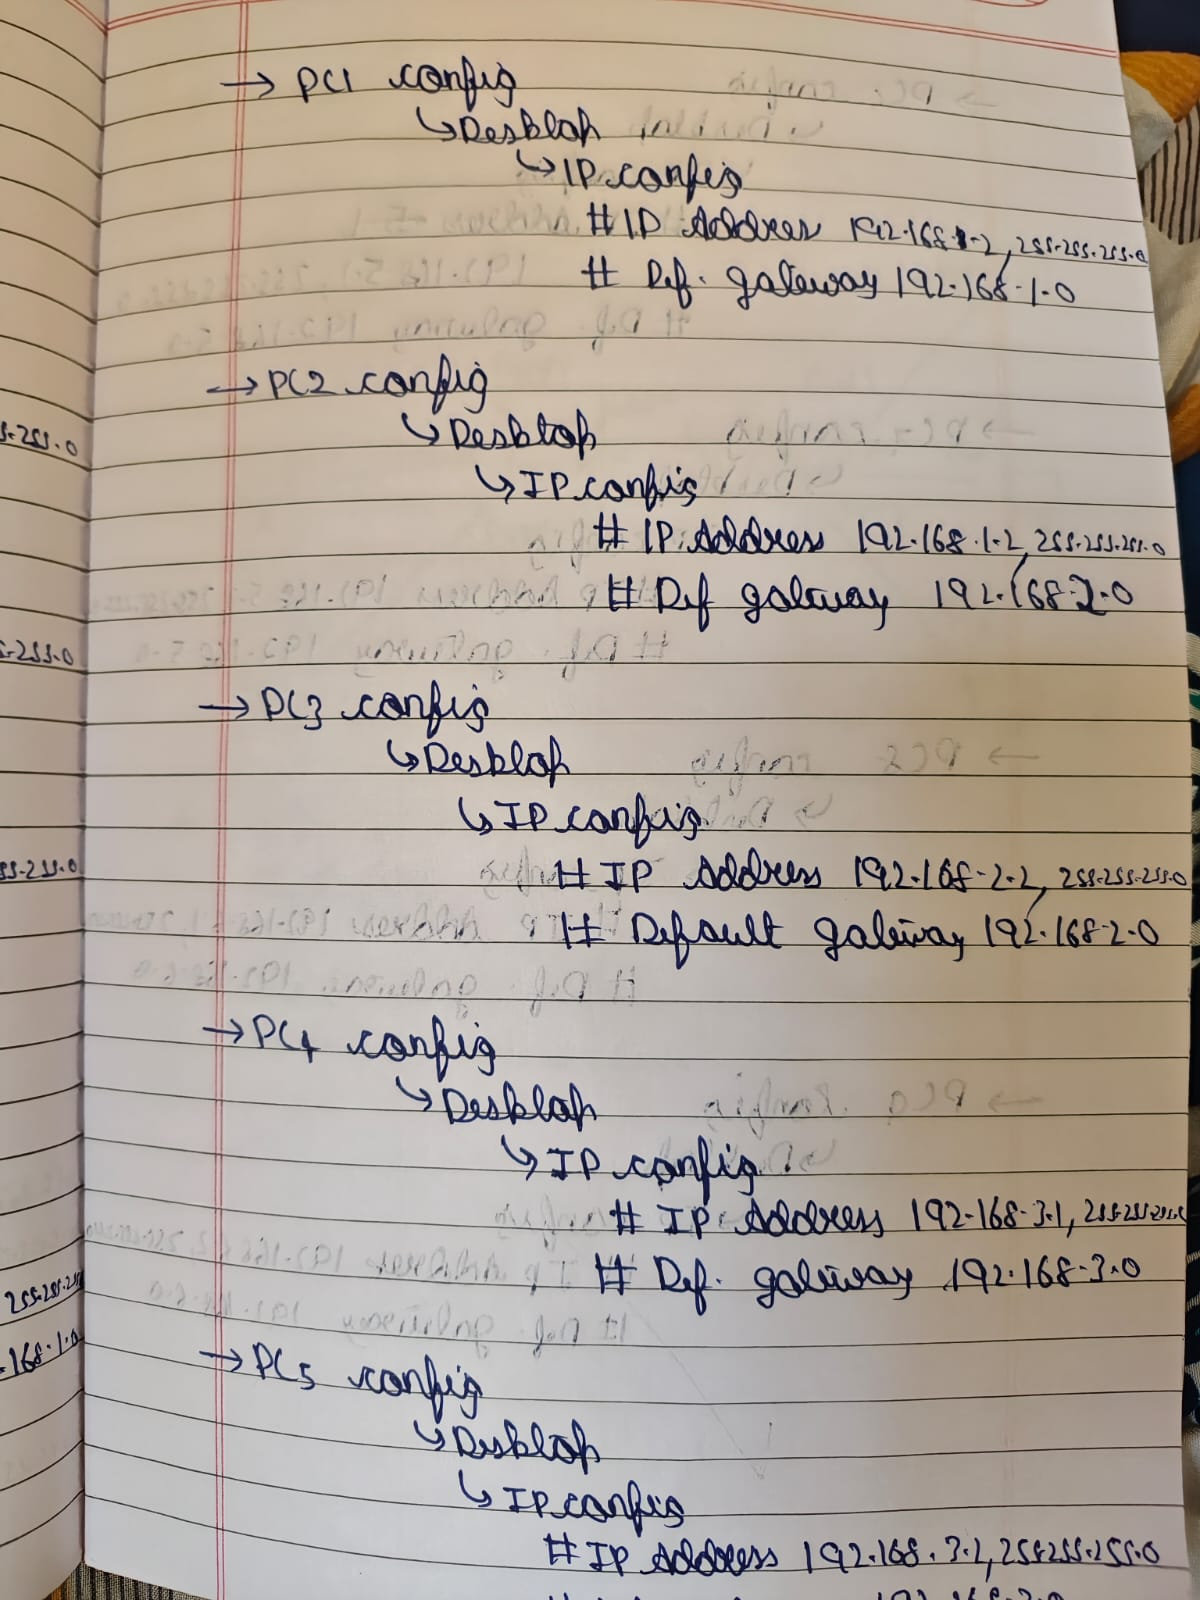 → PC1 config
↳ Desktop
↳ IP config
# IP Address 192.168.1.2, 255.255.255.0
# Def. gateway 192.168.1.0
→ PC2 config
↳ Desktop
↳ IP config
# IP Address 192.168.1.2, 255.255.255.0
# Def gateway 192.168.2.0
→ PC3 config
↳ Desktop
↳ IP config
# IP Address 192.168.2.2, 255.255.255.0
# Default gateway 192.168.2.0
→ PC4 config
↳ Desktop
↳ IP config
# IP Address 192.168.3.1, 255.255.255.0
# Def. gateway 192.168.3.0
→ PC5 config
↳ Desktop
↳ IP config
# IP Address 192.168.3.2, 255.255.255.0